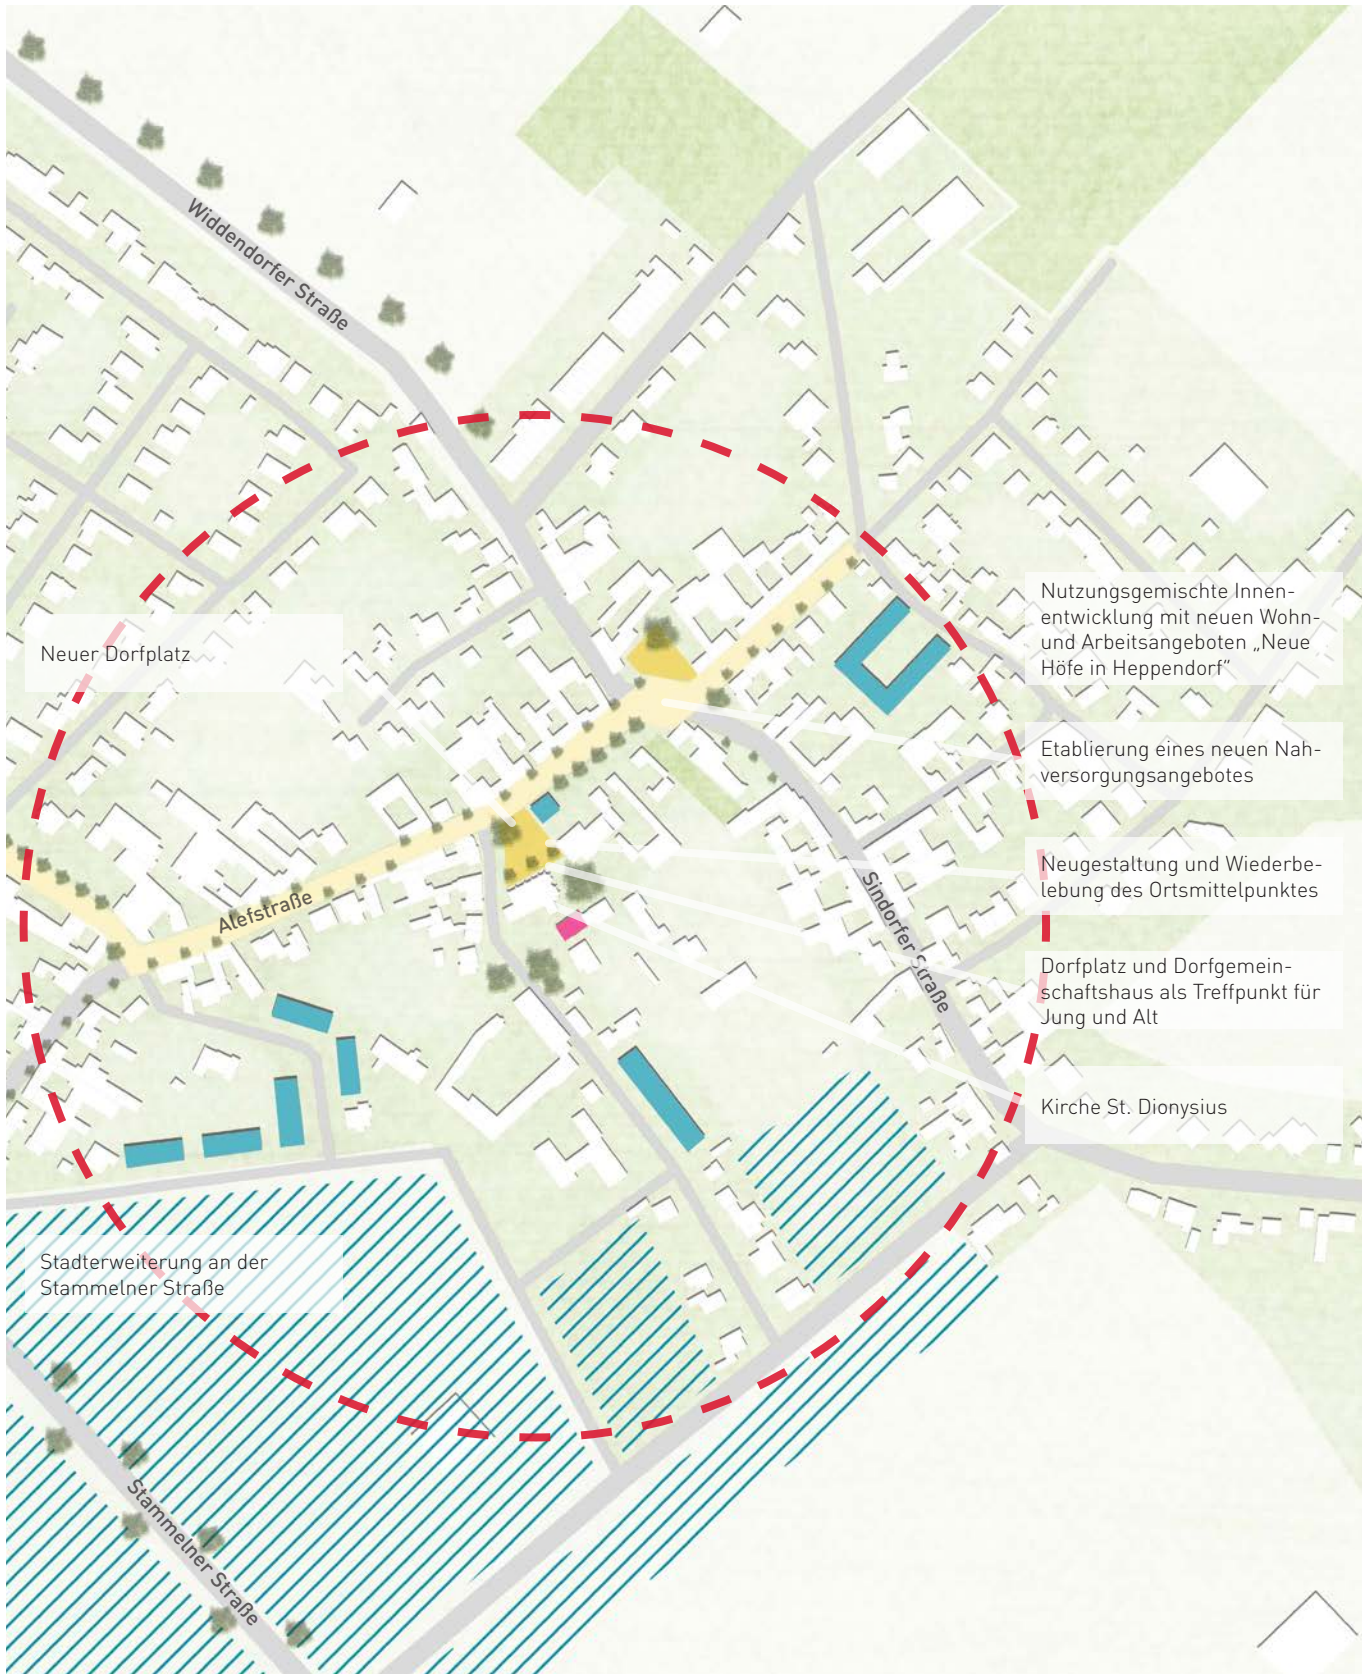 Widdendorfer Straße
Nutzungsgemischte Innen-
entwicklung mit neuen Wohn-
und Arbeitsangeboten „Neue
Höfe in Heppendorf“
Neuer Dorfplatz
Etablierung eines neuen Nah-
versorgungsangebotes
Neugestaltung und Wiederbe-
lebung des Ortsmittelpunktes
Alefstraße
Sindorfer Straße
Dorfplatz und Dorfgemein-
schaftshaus als Treffpunkt für
Jung und Alt
Kirche St. Dionysius
Stadterweiterung an der
Stammelner Straße
Stammelner Straße